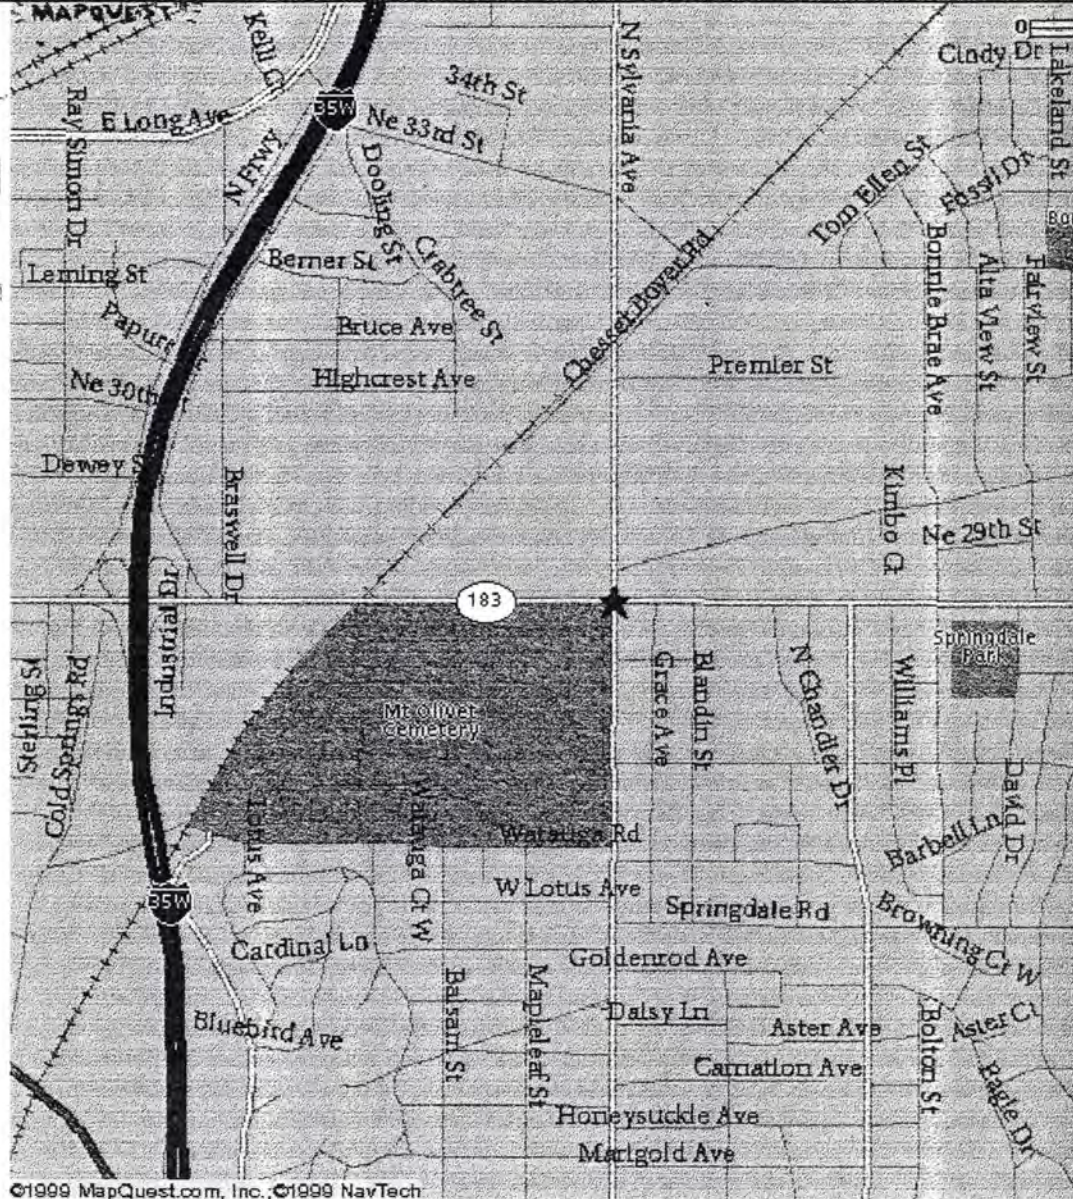 MAPQUEST
Kelli Ct
34th St
N Sylvania Ave
0
Cindy Dr
Lakeland St
35W
E Long Ave
Ne 33rd St
Ray Simon Dr
N Frwy
Dooling St
Tom Ellen St
Fossil Dr
Leming St
Berner St
Crabtree St
Chesser Boyer Rd
Bonnie Brae Ave
Alta View St
Fairview St
Papurt
Bruce Ave
Premier St
Ne 30th St
Highcrest Ave
Dewey S
Braswell Dr
Kimbo Ct
Ne 29th St
Industrial Dr
183
Springdale
Park
Sterling St
Cold Springs Rd
Mt Olivet
Cemetery
Grace Ave
Blandin St
N Chandler Dr
Williams Pl
David Dr
Lotus Ave
Watauga Ct W
Watauga Rd
Barbell Ln
35W
W Lotus Ave
Springdale Rd
Browning Ct W
Cardinal Ln
Goldenrod Ave
Balsam St
Mapleleaf St
Daisy Ln
Bluebird Ave
Aster Ave
Bolton St
Aster Ct
Carnation Ave
Eagle Dr
Honeysuckle Ave
Marigold Ave
©1999 MapQuest.com, Inc.; ©1999 NavTech